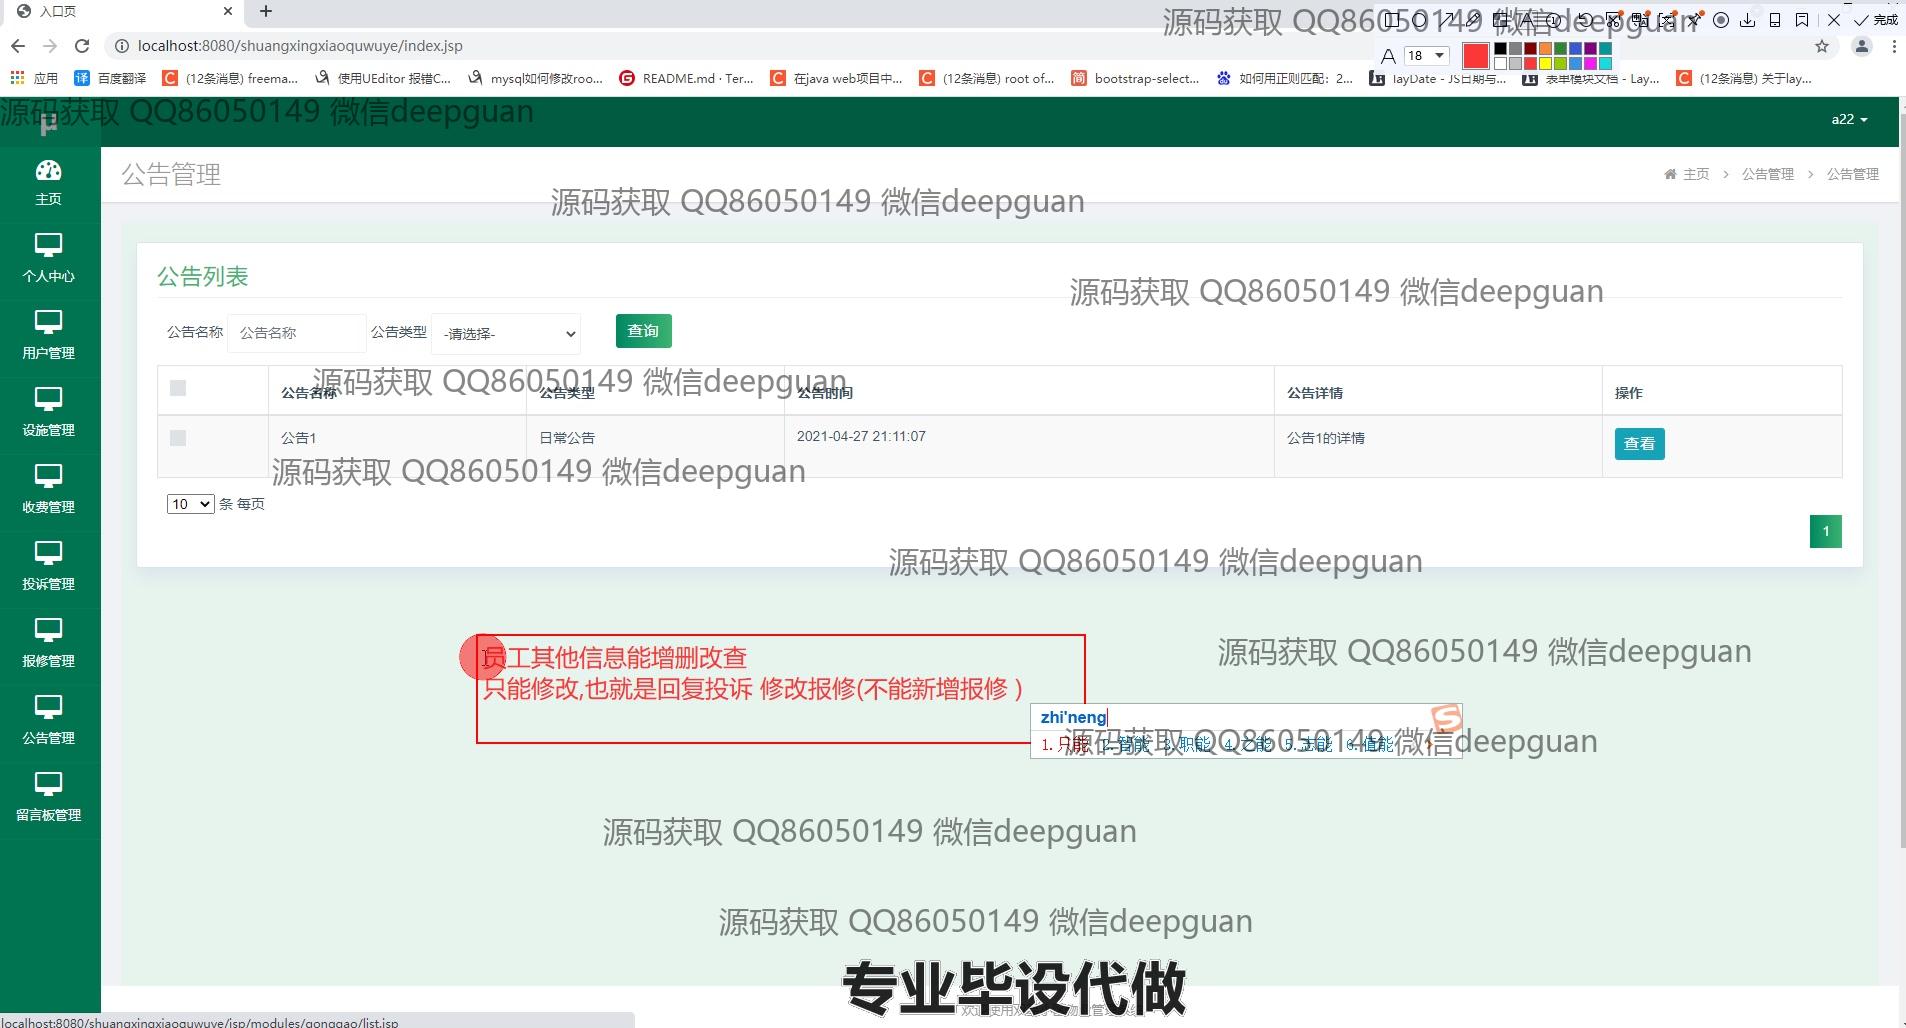 入口页
源码获取 QQ86050149 微信deepguan
完成
localhost:8080/shuangxingxiaoquwuye/index.jsp
18
应用
百度翻译
(12条消息) freema...
使用UEditor 报错C...
mysql如何修改roo...
README.md · Ter...
在java web项目中...
(12条消息) root of...
bootstrap-select...
如何用正则匹配：2...
layDate - JS日期与...
表单模块文档 - Lay...
(12条消息) 关于lay...
源码获取 QQ86050149 微信deepguan
a22
主页
公告管理
主页 > 公告管理 > 公告管理
源码获取 QQ86050149 微信deepguan
个人中心
公告列表
源码获取 QQ86050149 微信deepguan
用户管理
公告名称 公告名称 公告类型 -请选择- 查询
源码获取 QQ86050149 微信deepguan
公告名称 公告类型 公告时间 公告详情 操作
设施管理
公告1 日常公告 2021-04-27 21:11:07 公告1的详情 查看
源码获取 QQ86050149 微信deepguan
收费管理
10 条 每页
1
源码获取 QQ86050149 微信deepguan
投诉管理
员工其他信息能增删改查
源码获取 QQ86050149 微信deepguan
报修管理
只能修改,也就是回复投诉 修改报修(不能新增报修 )
zhi'neng
1.只能 2.智能 3.职能 4.之能 5.志能 6.值能
源码获取 QQ86050149 微信deepguan
公告管理
留言板管理
源码获取 QQ86050149 微信deepguan
源码获取 QQ86050149 微信deepguan
专业毕设代做
localhost:8080/shuangxingxiaoquwuye/jsp/modules/gonggao/list.jsp